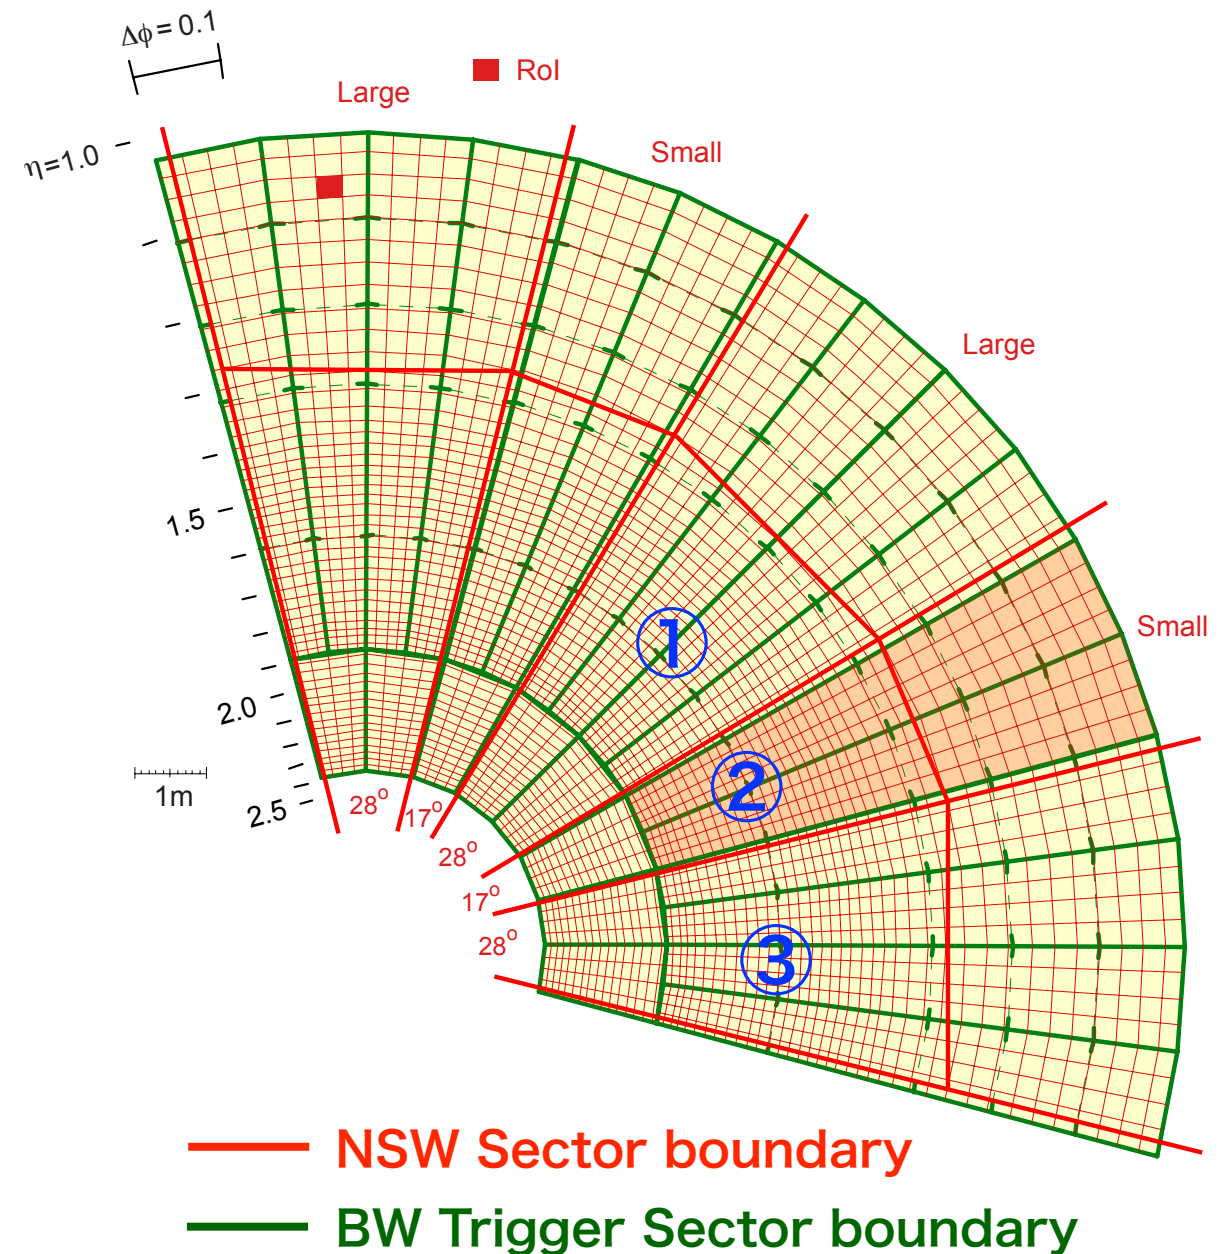 Δϕ= 0.1
RoI
Large
η=1.0
Small
Large
1.5
Small
2.0
1m
2.5
28°
17°
28°
17°
28°
①
②
③
NSW Sector boundary
BW Trigger Sector boundary